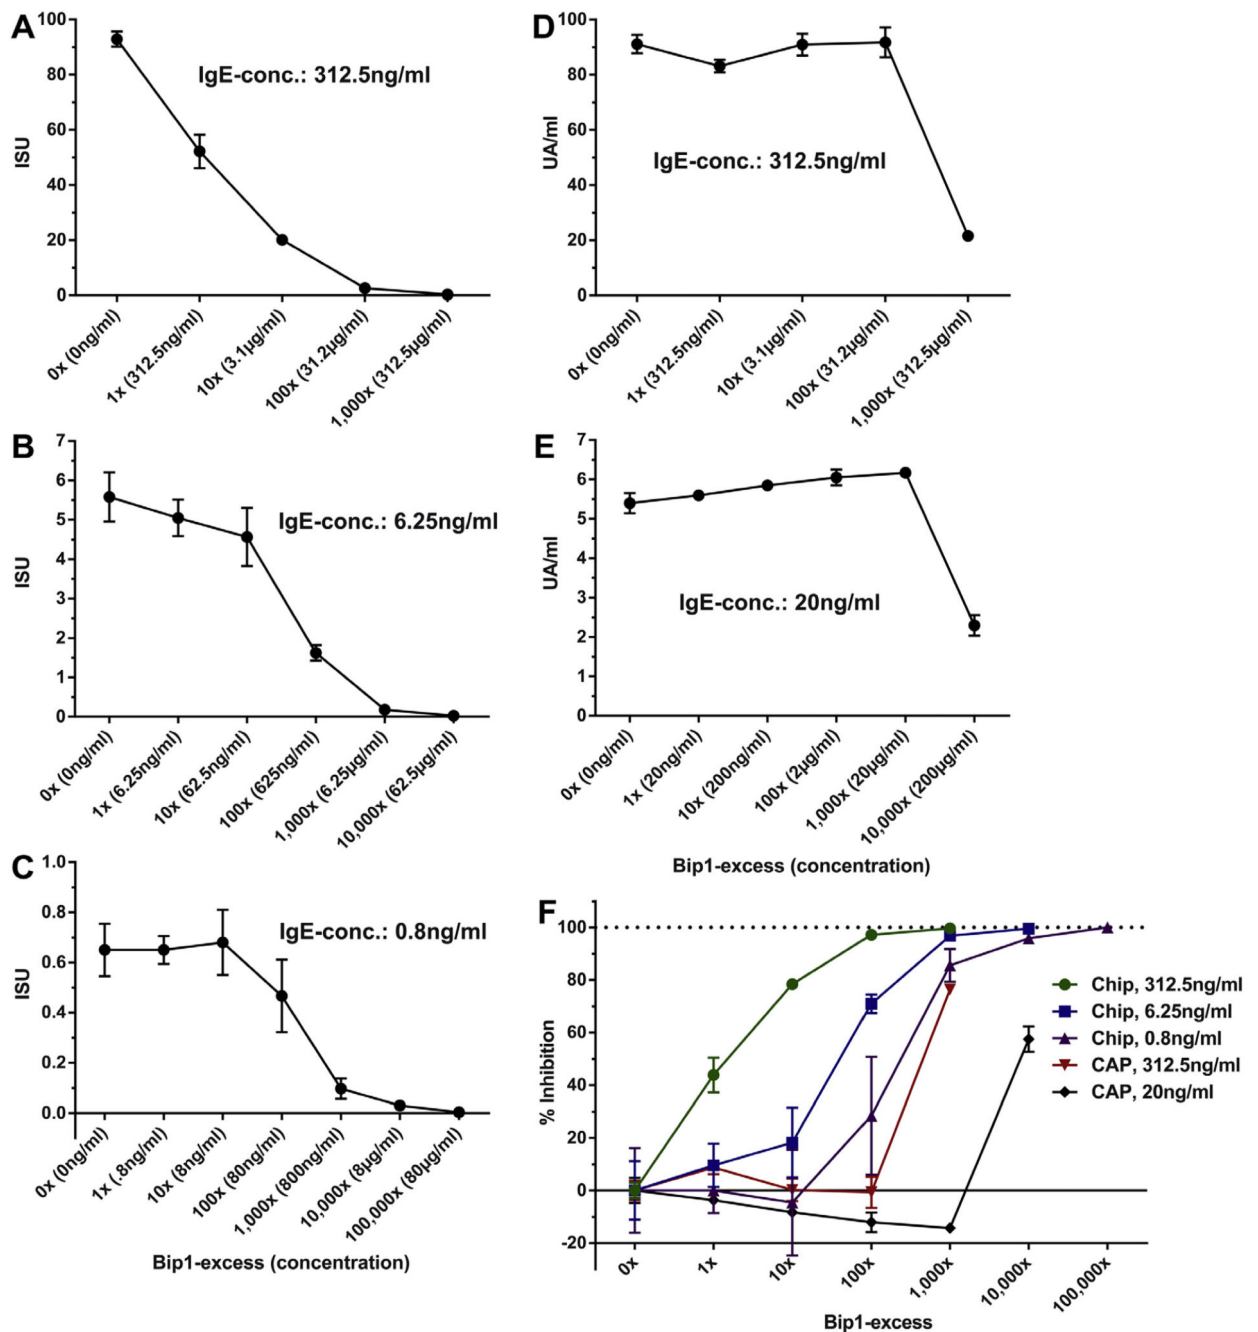 A
100
80
60
40
20
0
ISU
IgE-conc.: 312.5ng/ml
0x (0ng/ml)
1x (312.5ng/ml)
10x (3.1µg/ml)
100x (31.2µg/ml)
1,000x (312.5µg/ml)
D
100
80
60
40
20
0
UA/ml
IgE-conc.: 312.5ng/ml
0x (0ng/ml)
1x (312.5ng/ml)
10x (3.1µg/ml)
100x (31.2µg/ml)
1,000x (312.5µg/ml)
B
7
6
5
4
3
2
1
0
ISU
IgE-conc.: 6.25ng/ml
0x (0ng/ml)
1x (6.25ng/ml)
10x (62.5ng/ml)
100x (625ng/ml)
1,000x (6.25µg/ml)
10,000x (62.5µg/ml)
E
7
6
5
4
3
2
1
0
UA/ml
IgE-conc.: 20ng/ml
0x (0ng/ml)
1x (20ng/ml)
10x (200ng/ml)
100x (2µg/ml)
1,000x (20µg/ml)
10,000x (200µg/ml)
Bip1-excess (concentration)
C
1.0
0.8
0.6
0.4
0.2
0.0
ISU
IgE-conc.: 0.8ng/ml
0x (0ng/ml)
1x (.8ng/ml)
10x (8ng/ml)
100x (80ng/ml)
1,000x (800ng/ml)
10,000x (8µg/ml)
100,000x (80µg/ml)
Bip1-excess (concentration)
F
100
80
60
40
20
0
-20
% Inhibition
Chip, 312.5ng/ml
Chip, 6.25ng/ml
Chip, 0.8ng/ml
CAP, 312.5ng/ml
CAP, 20ng/ml
0x
1x
10x
100x
1,000x
10,000x
100,000x
Bip1-excess